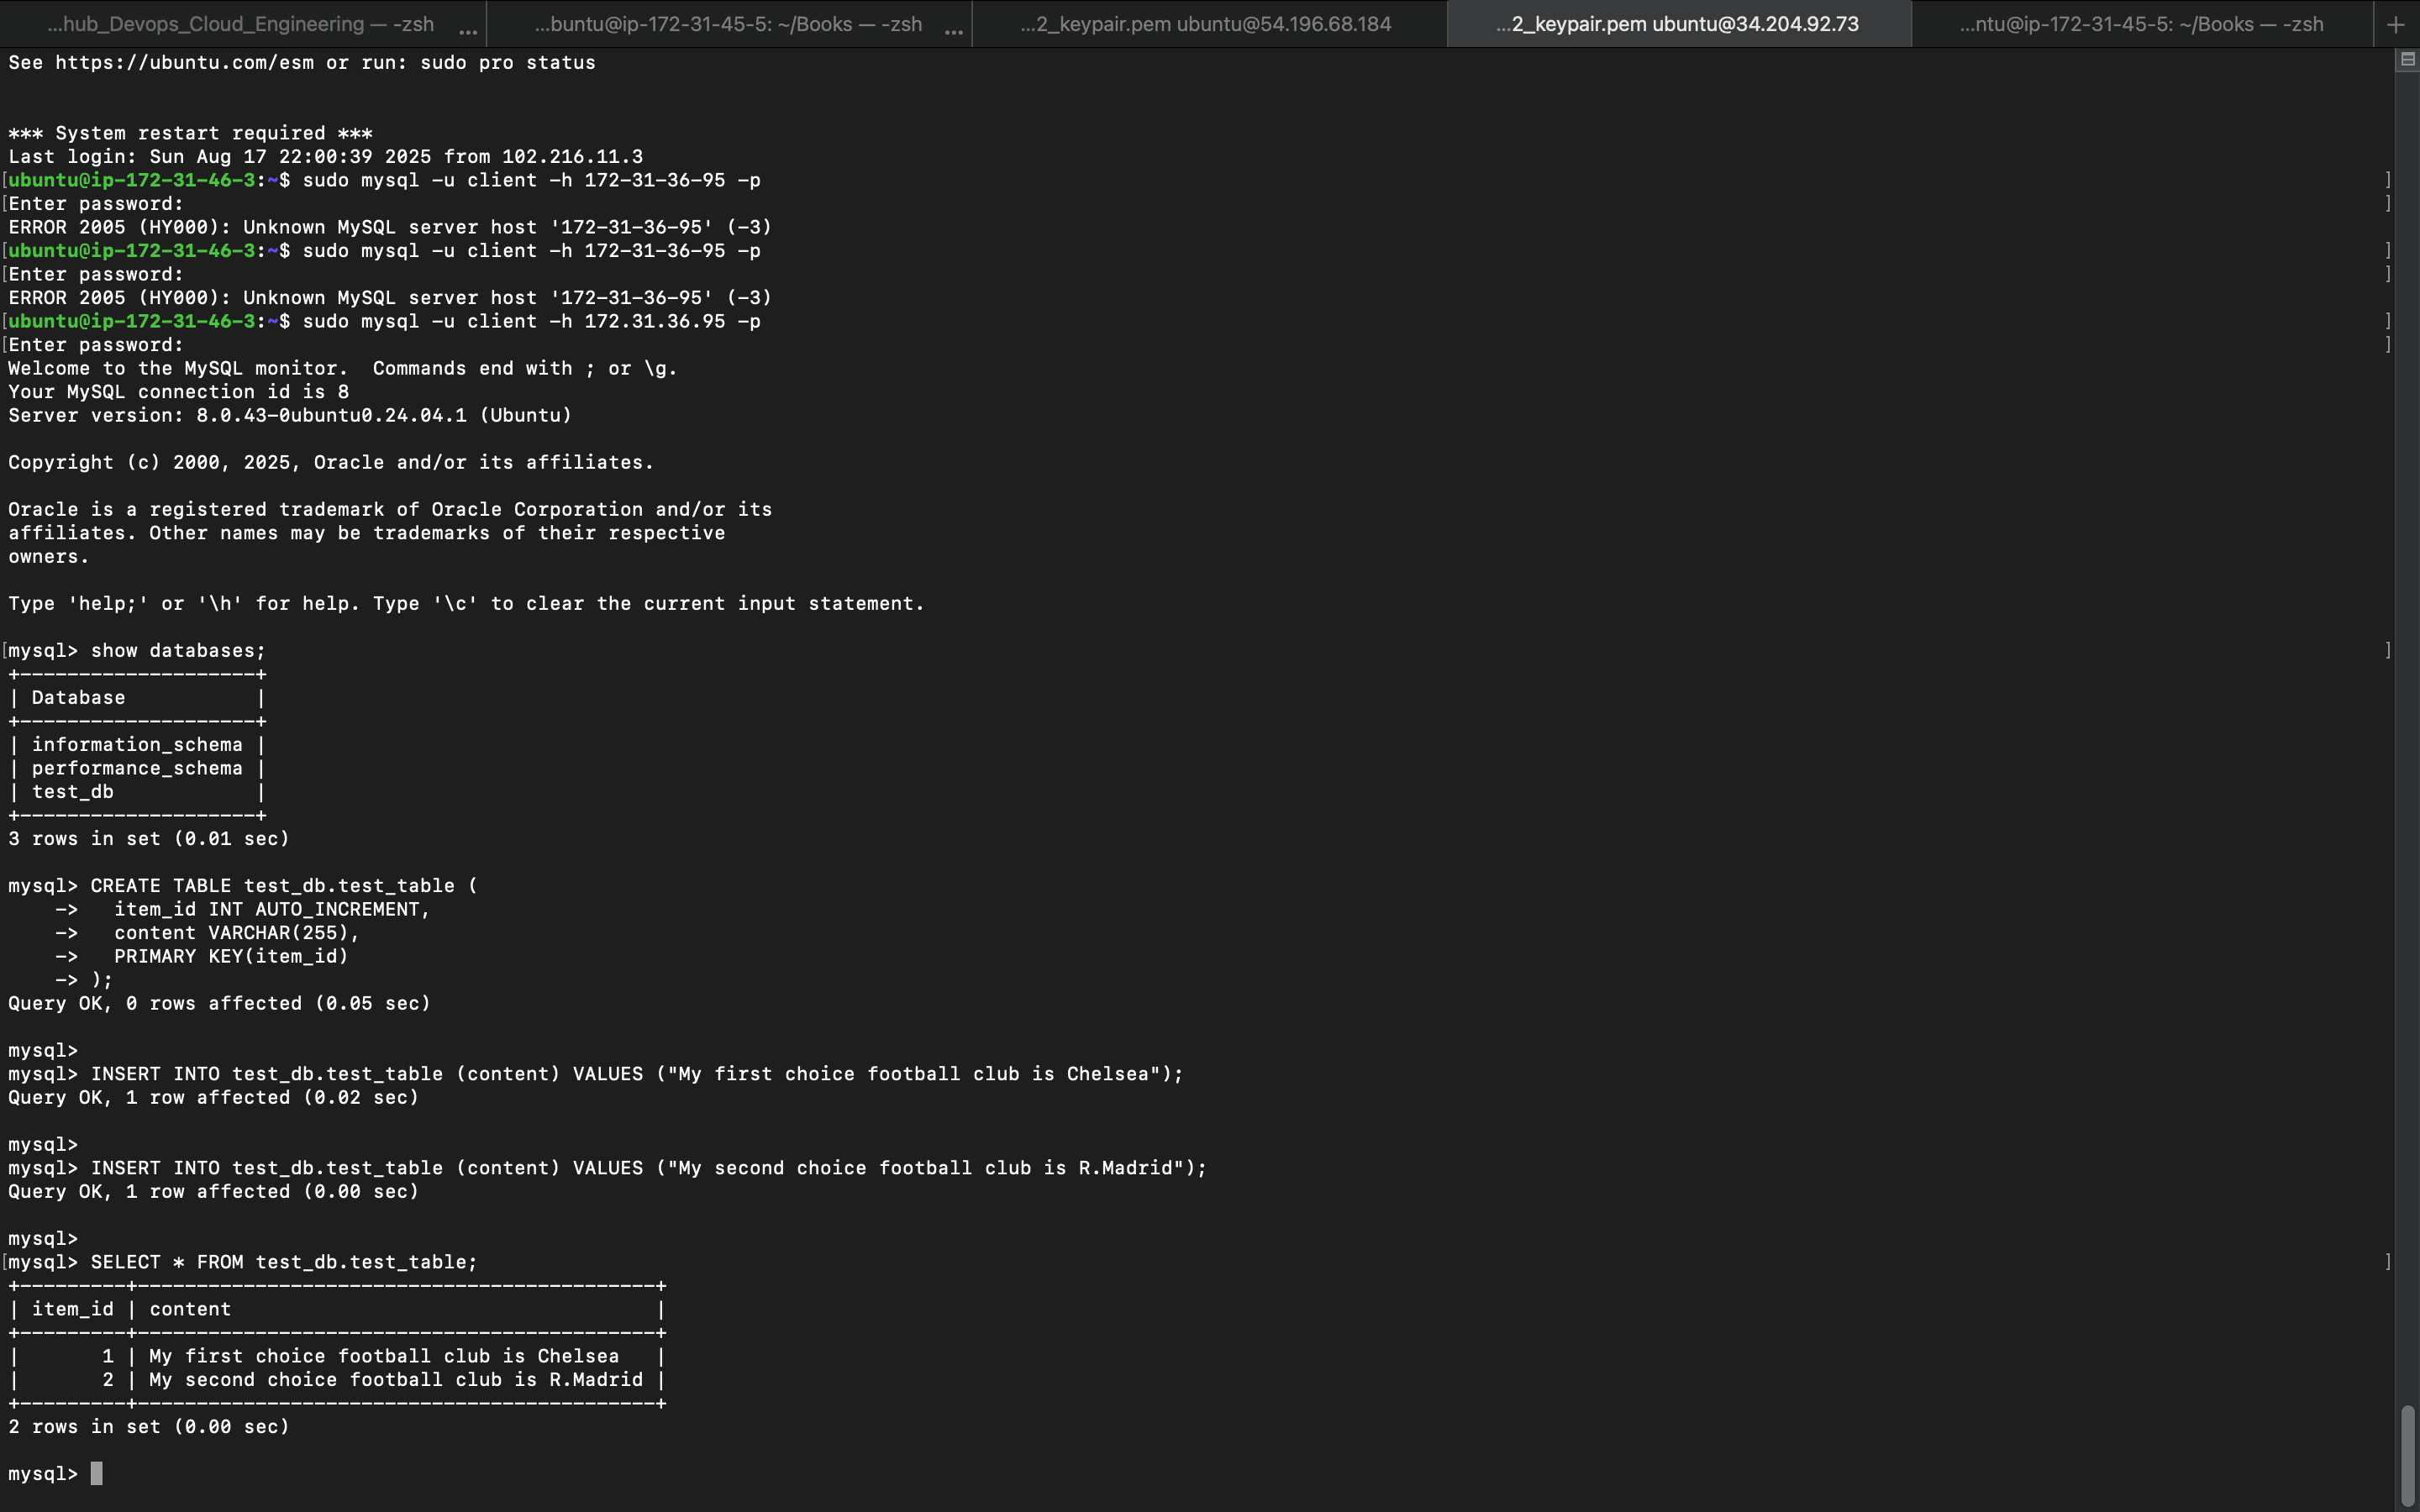 ...hub_Devops_Cloud_Engineering — -zsh ... ...buntu@ip-172-31-45-5: ~/Books — -zsh ... ...2_keypair.pem ubuntu@54.196.68.184 ...2_keypair.pem ubuntu@34.204.92.73 ...ntu@ip-172-31-45-5: ~/Books — -zsh +
See https://ubuntu.com/esm or run: sudo pro status
*** System restart required ***
Last login: Sun Aug 17 22:00:39 2025 from 102.216.11.3
[ubuntu@ip-172-31-46-3:~$ sudo mysql -u client -h 172-31-36-95 -p ]
[Enter password: ]
ERROR 2005 (HY000): Unknown MySQL server host '172-31-36-95' (-3)
[ubuntu@ip-172-31-46-3:~$ sudo mysql -u client -h 172-31-36-95 -p ]
[Enter password: ]
ERROR 2005 (HY000): Unknown MySQL server host '172-31-36-95' (-3)
[ubuntu@ip-172-31-46-3:~$ sudo mysql -u client -h 172.31.36.95 -p ]
[Enter password: ]
Welcome to the MySQL monitor.  Commands end with ; or \g.
Your MySQL connection id is 8
Server version: 8.0.43-0ubuntu0.24.04.1 (Ubuntu)
Copyright (c) 2000, 2025, Oracle and/or its affiliates.
Oracle is a registered trademark of Oracle Corporation and/or its
affiliates. Other names may be trademarks of their respective
owners.
Type 'help;' or '\h' for help. Type '\c' to clear the current input statement.
[mysql> show databases; ]
+--------------------+
| Database           |
+--------------------+
| information_schema |
| performance_schema |
| test_db            |
+--------------------+
3 rows in set (0.01 sec)
mysql> CREATE TABLE test_db.test_table (
    ->   item_id INT AUTO_INCREMENT,
    ->   content VARCHAR(255),
    ->   PRIMARY KEY(item_id)
    -> );
Query OK, 0 rows affected (0.05 sec)
mysql>
mysql> INSERT INTO test_db.test_table (content) VALUES ("My first choice football club is Chelsea");
Query OK, 1 row affected (0.02 sec)
mysql>
mysql> INSERT INTO test_db.test_table (content) VALUES ("My second choice football club is R.Madrid");
Query OK, 1 row affected (0.00 sec)
mysql>
[mysql> SELECT * FROM test_db.test_table; ]
+---------+--------------------------------------------+
| item_id | content                                    |
+---------+--------------------------------------------+
|       1 | My first choice football club is Chelsea   |
|       2 | My second choice football club is R.Madrid |
+---------+--------------------------------------------+
2 rows in set (0.00 sec)
mysql>